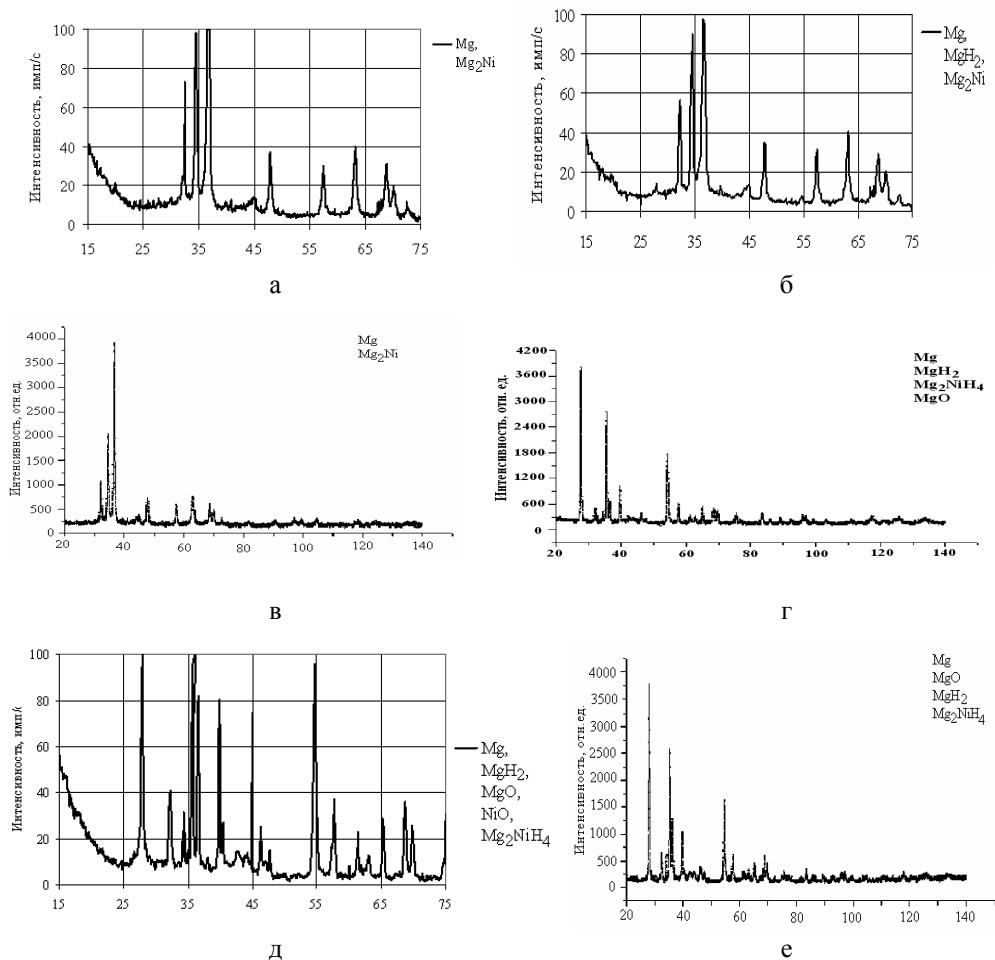 Интенсивность, имп/с
100
80
60
40
20
0
15 25 35 45 55 65 75
Mg,
Mg2Ni
а
Интенсивность, имп/с
100
80
60
40
20
0
15 25 35 45 55 65 75
Mg,
MgH2,
Mg2Ni
б
Интенсивность, отн.ед.
4000
3500
3000
2500
2000
1500
1000
500
0
20 40 60 80 100 120 140
Mg
Mg2Ni
в
Интенсивность, отн. ед.
4200
3600
3000
2400
1800
1200
600
0
20 40 60 80 100 120 140
Mg
MgH2
Mg2NiH4
MgO
г
Интенсивность, имп/с
100
80
60
40
20
0
15 25 35 45 55 65 75
Mg,
MgH2,
MgO,
NiO,
Mg2NiH4
д
Интенсивность, отн.ед.
4000
3500
3000
2500
2000
1500
1000
500
0
20 40 60 80 100 120 140
Mg
MgO
MgH2
Mg2NiH4
е